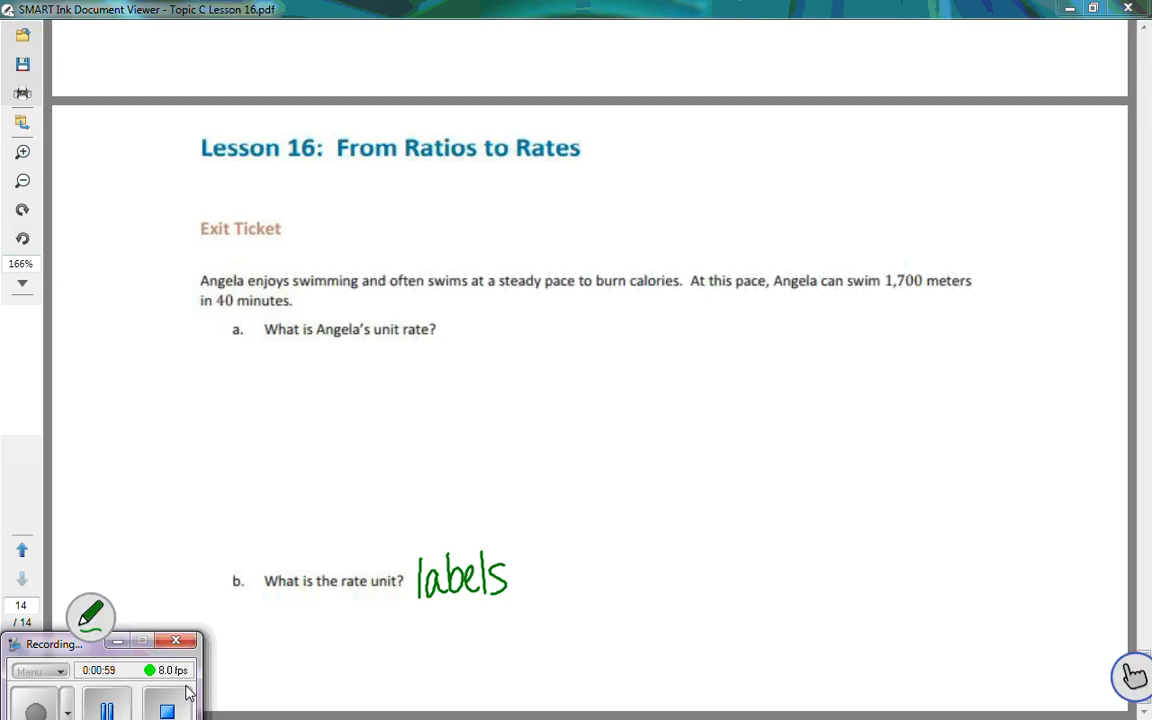 SMART Ink Document Viewer - Topic C Lesson 16.pdf
Lesson 16: From Ratios to Rates
Exit Ticket
Angela enjoys swimming and often swims at a steady pace to burn calories. At this pace, Angela can swim 1,700 meters
in 40 minutes.
a. What is Angela's unit rate?
b. What is the rate unit? labels
166%
14
/ 14
Recording...
Menu 0:00:59 8.0 fps